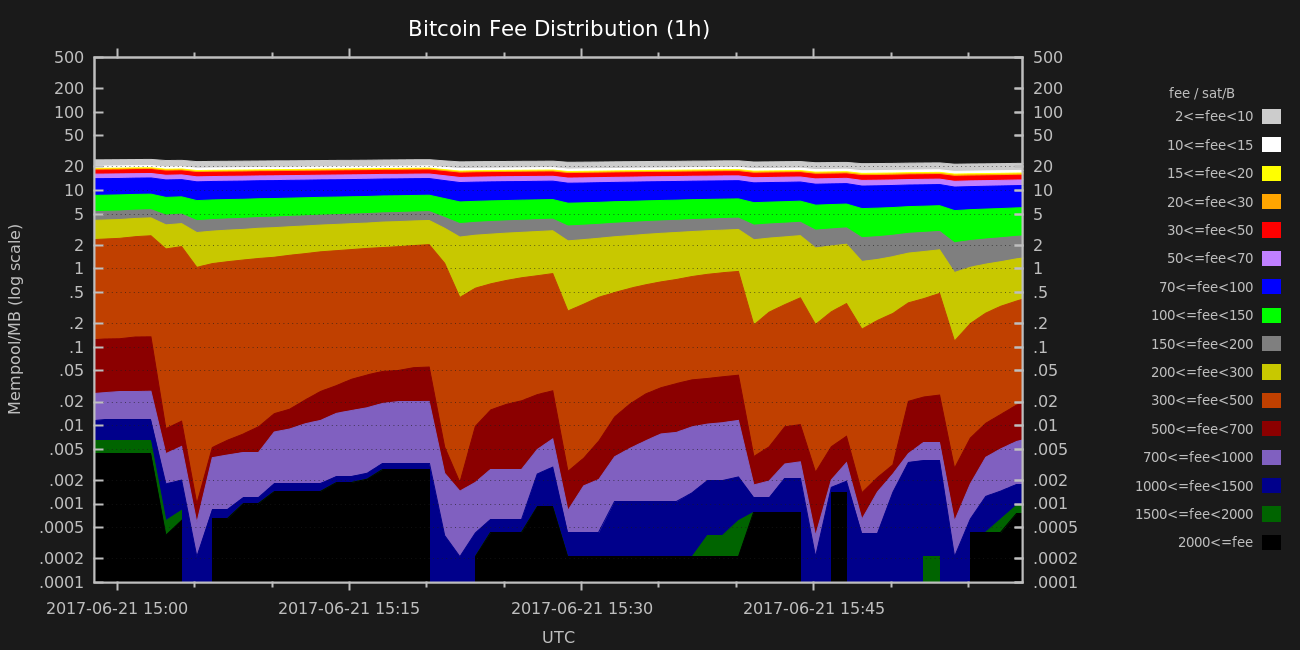 Bitcoin Fee Distribution (1h)
500 500
200 200
100 100
50 50
20 20
10 10
5 5
2 2
1 1
.5 .5
.2 .2
.1 .1
.05 .05
.02 .02
.01 .01
.005 .005
.002 .002
.001 .001
.0005 .0005
.0002 .0002
.0001 .0001
Mempool/MB (log scale)
2017-06-21 15:00 2017-06-21 15:15 2017-06-21 15:30 2017-06-21 15:45
UTC
fee / sat/B
2<=fee<10
10<=fee<15
15<=fee<20
20<=fee<30
30<=fee<50
50<=fee<70
70<=fee<100
100<=fee<150
150<=fee<200
200<=fee<300
300<=fee<500
500<=fee<700
700<=fee<1000
1000<=fee<1500
1500<=fee<2000
2000<=fee